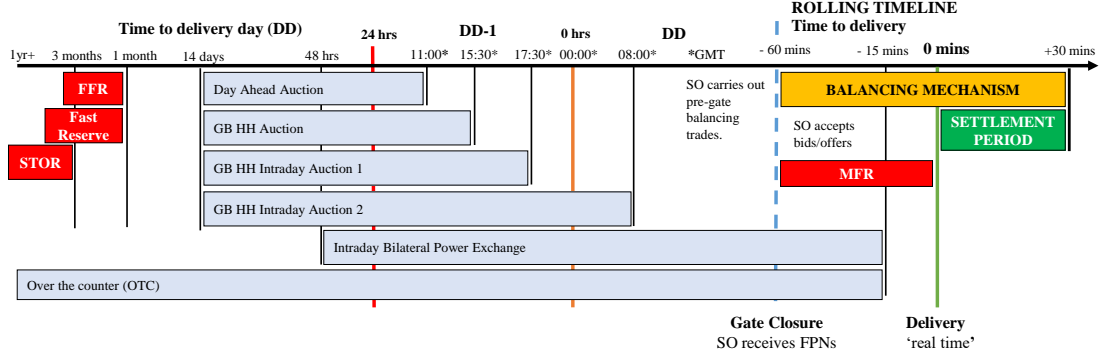 ROLLING TIMELINE
Time to delivery day (DD)
24 hrs
DD-1
0 hrs
DD
Time to delivery
1yr+
3 months
1 month
14 days
48 hrs
11:00*
15:30*
17:30*
00:00*
08:00*
*GMT
- 60 mins
- 15 mins
0 mins
+30 mins
FFR
Day Ahead Auction
SO carries out
pre-gate
balancing
trades.
BALANCING MECHANISM
Fast
Reserve
GB HH Auction
SO accepts
bids/offers
SETTLEMENT
PERIOD
STOR
GB HH Intraday Auction 1
MFR
GB HH Intraday Auction 2
Intraday Bilateral Power Exchange
Over the counter (OTC)
Gate Closure
SO receives FPNs
Delivery
‘real time’